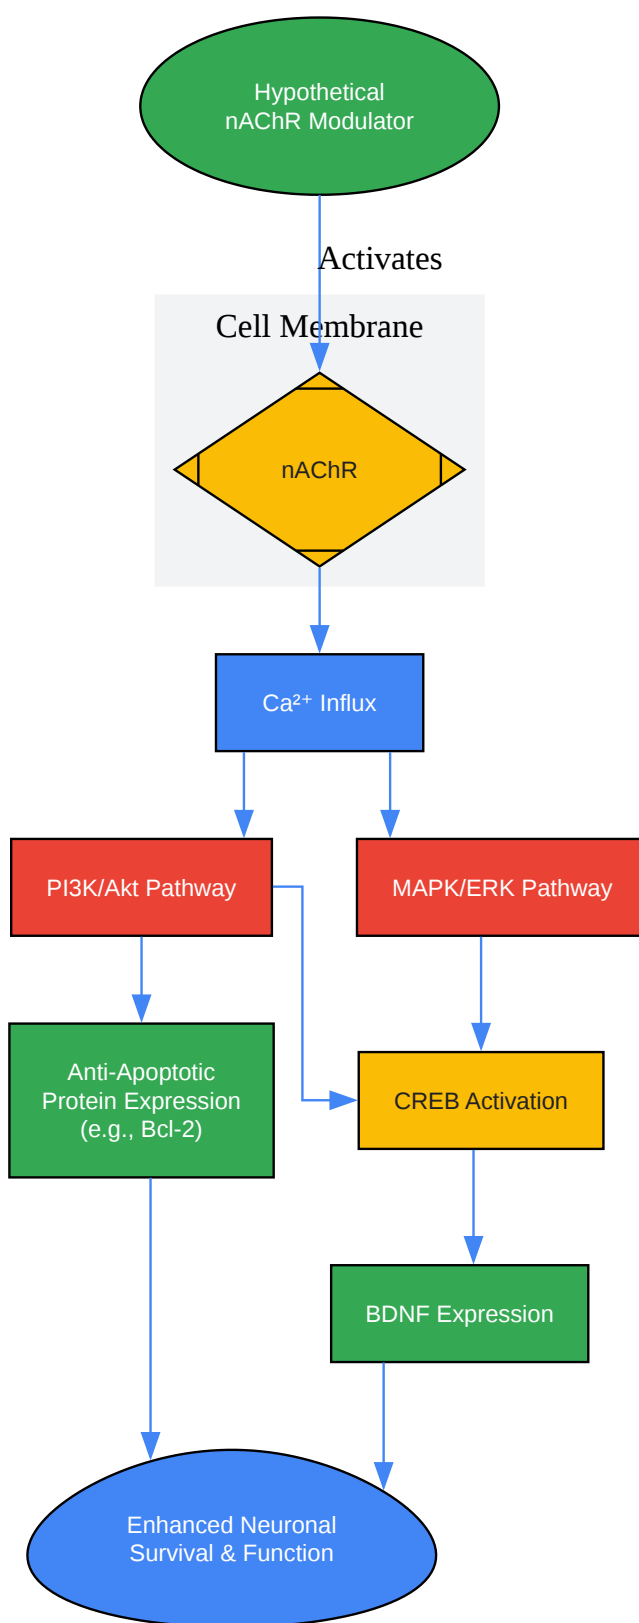 Hypothetical
nAChR Modulator
Activates
Cell Membrane
nAChR
Ca²⁺ Influx
PI3K/Akt Pathway
MAPK/ERK Pathway
Anti-Apoptotic
Protein Expression
(e.g., Bcl-2)
CREB Activation
BDNF Expression
Enhanced Neuronal
Survival & Function